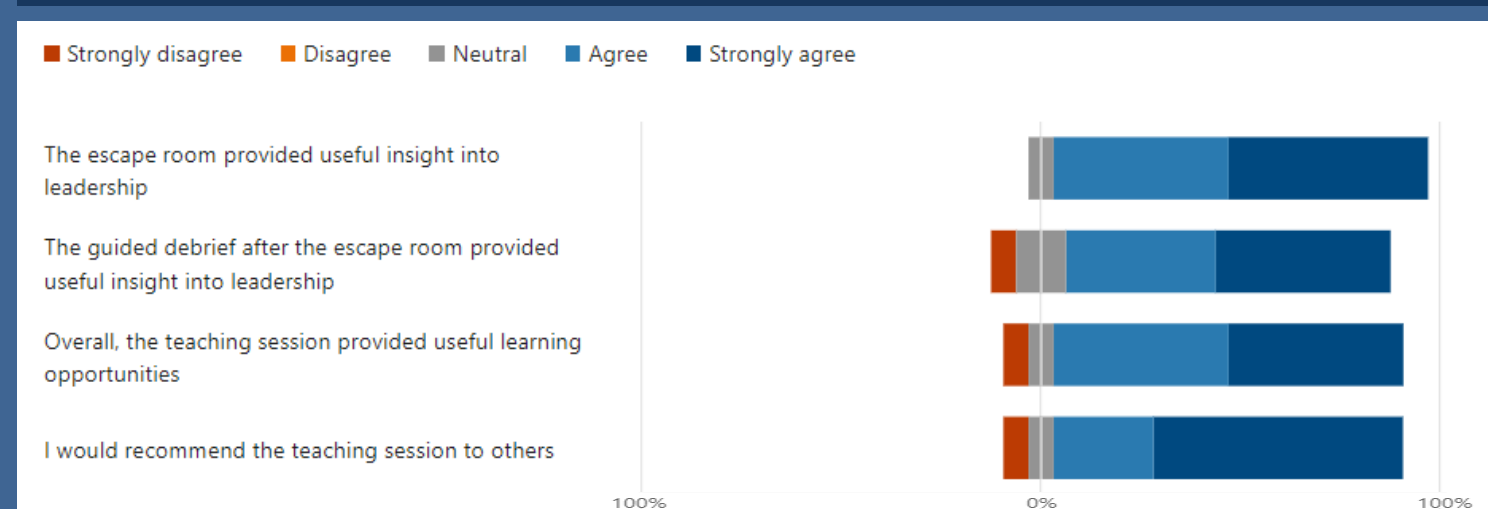 Strongly disagree Disagree Neutral Agree Strongly agree
The escape room provided useful insight into
leadership
The guided debrief after the escape room provided
useful insight into leadership
Overall, the teaching session provided useful learning
opportunities
I would recommend the teaching session to others
100% 0% 100%